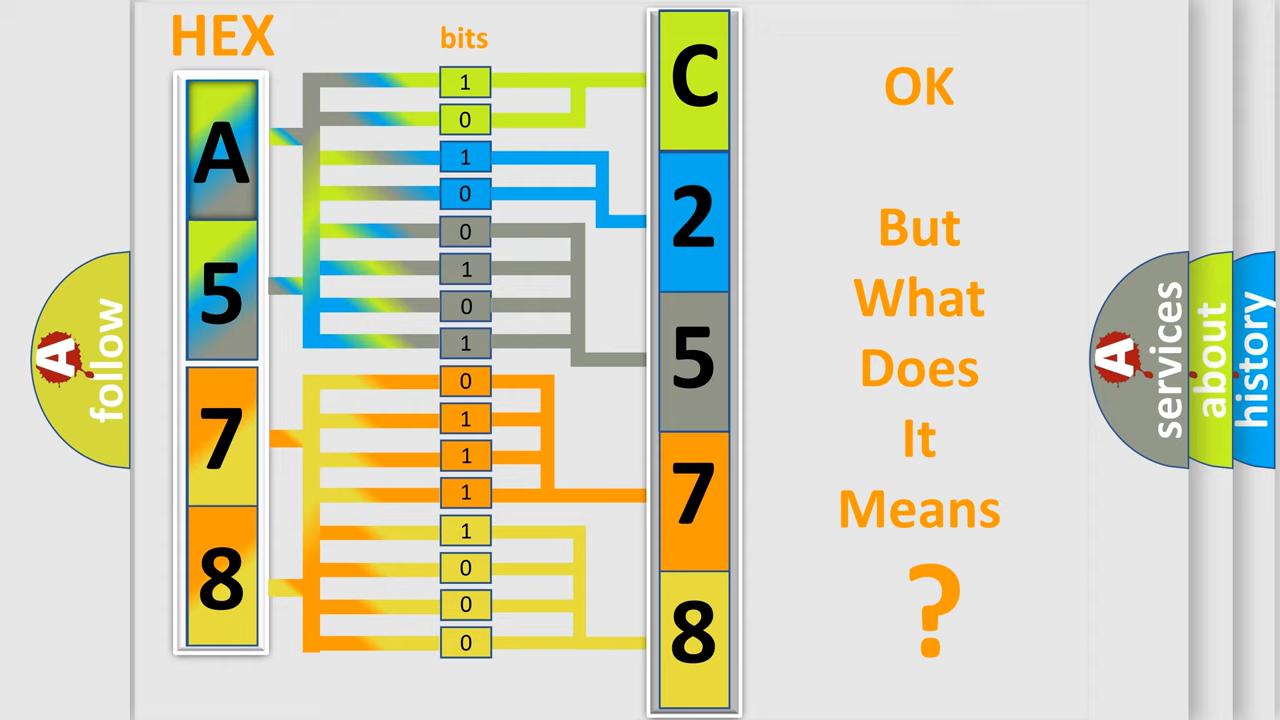 HEX
bits
A
5
7
8
1
0
1
0
0
1
0
1
0
1
1
1
1
0
0
0
C
2
5
7
8
OK
But
What
Does
It
Means
?
A
follow
A
services
about
history